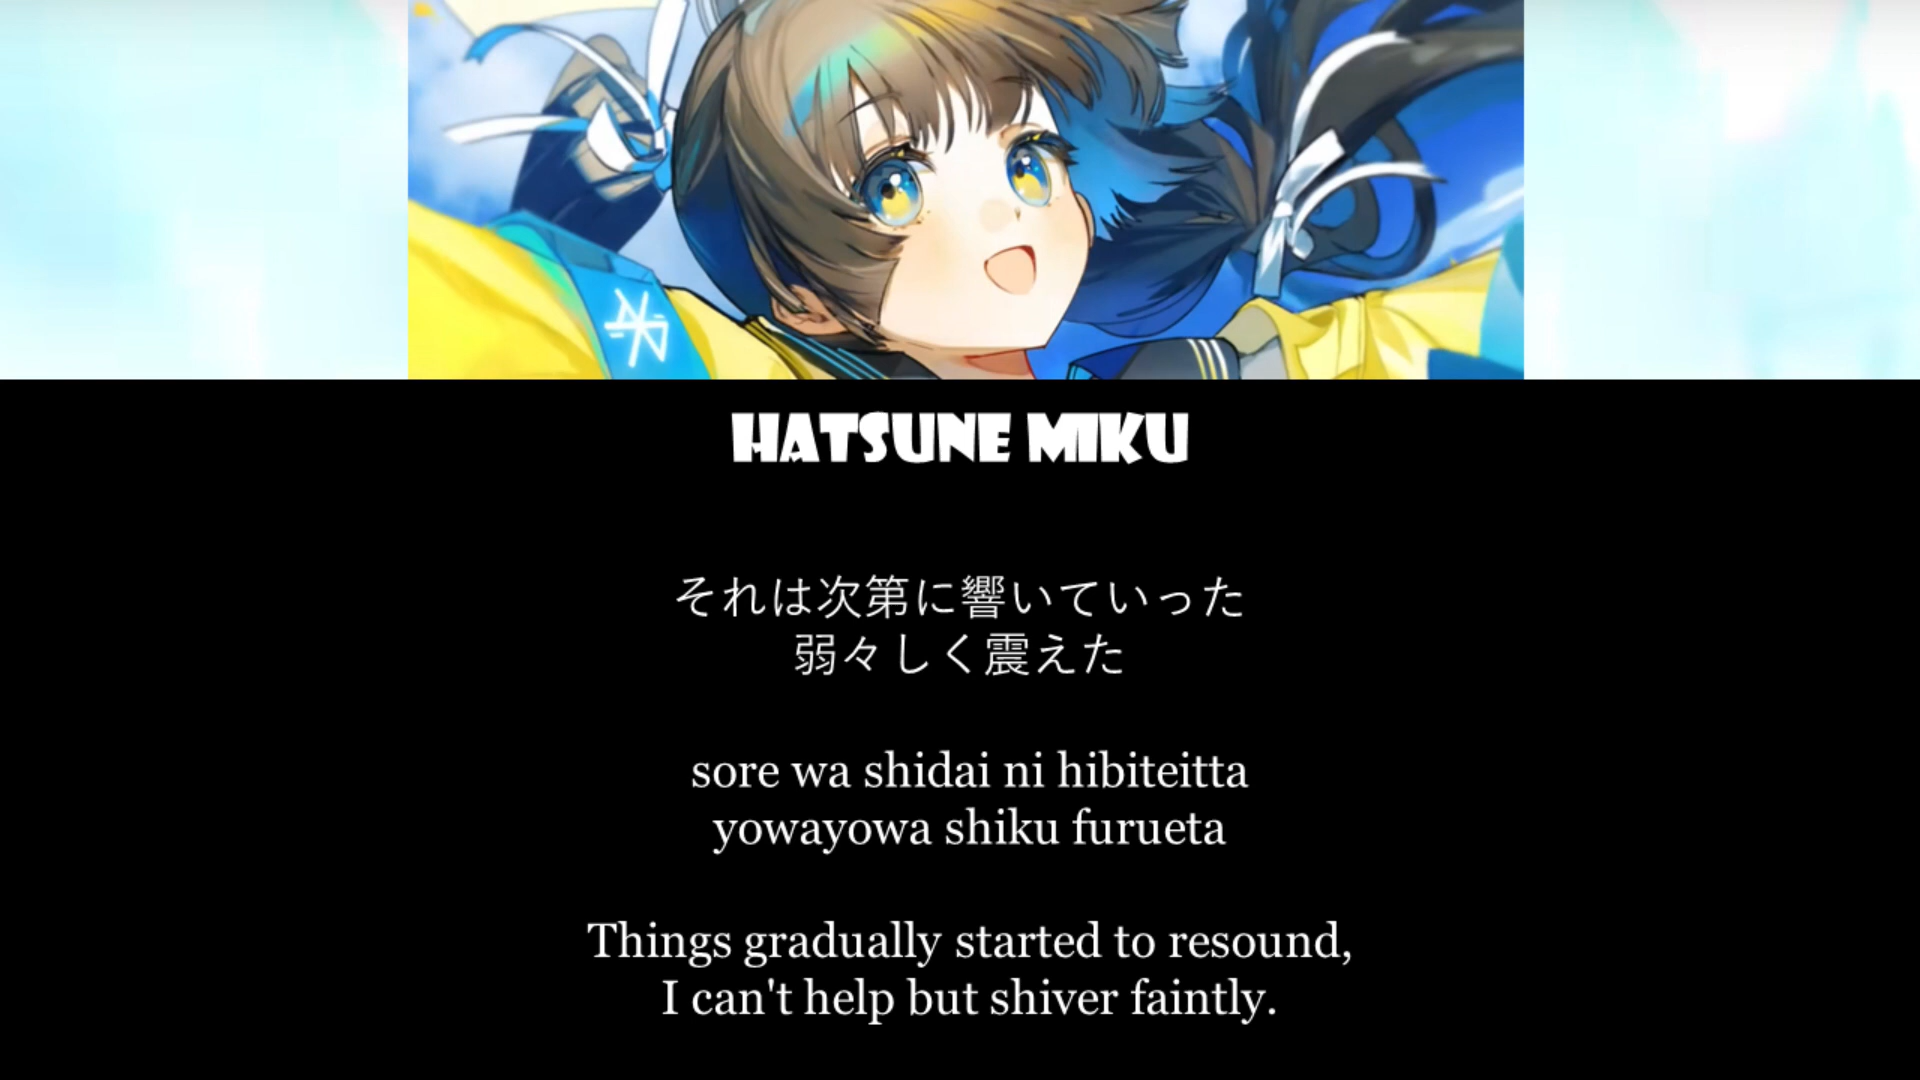 HATSUNE MIKU
それは次第に響いていった
弱々しく震えた
sore wa shidai ni hibiteitta
yowayowa shiku furueta
Things gradually started to resound,
I can't help but shiver faintly.